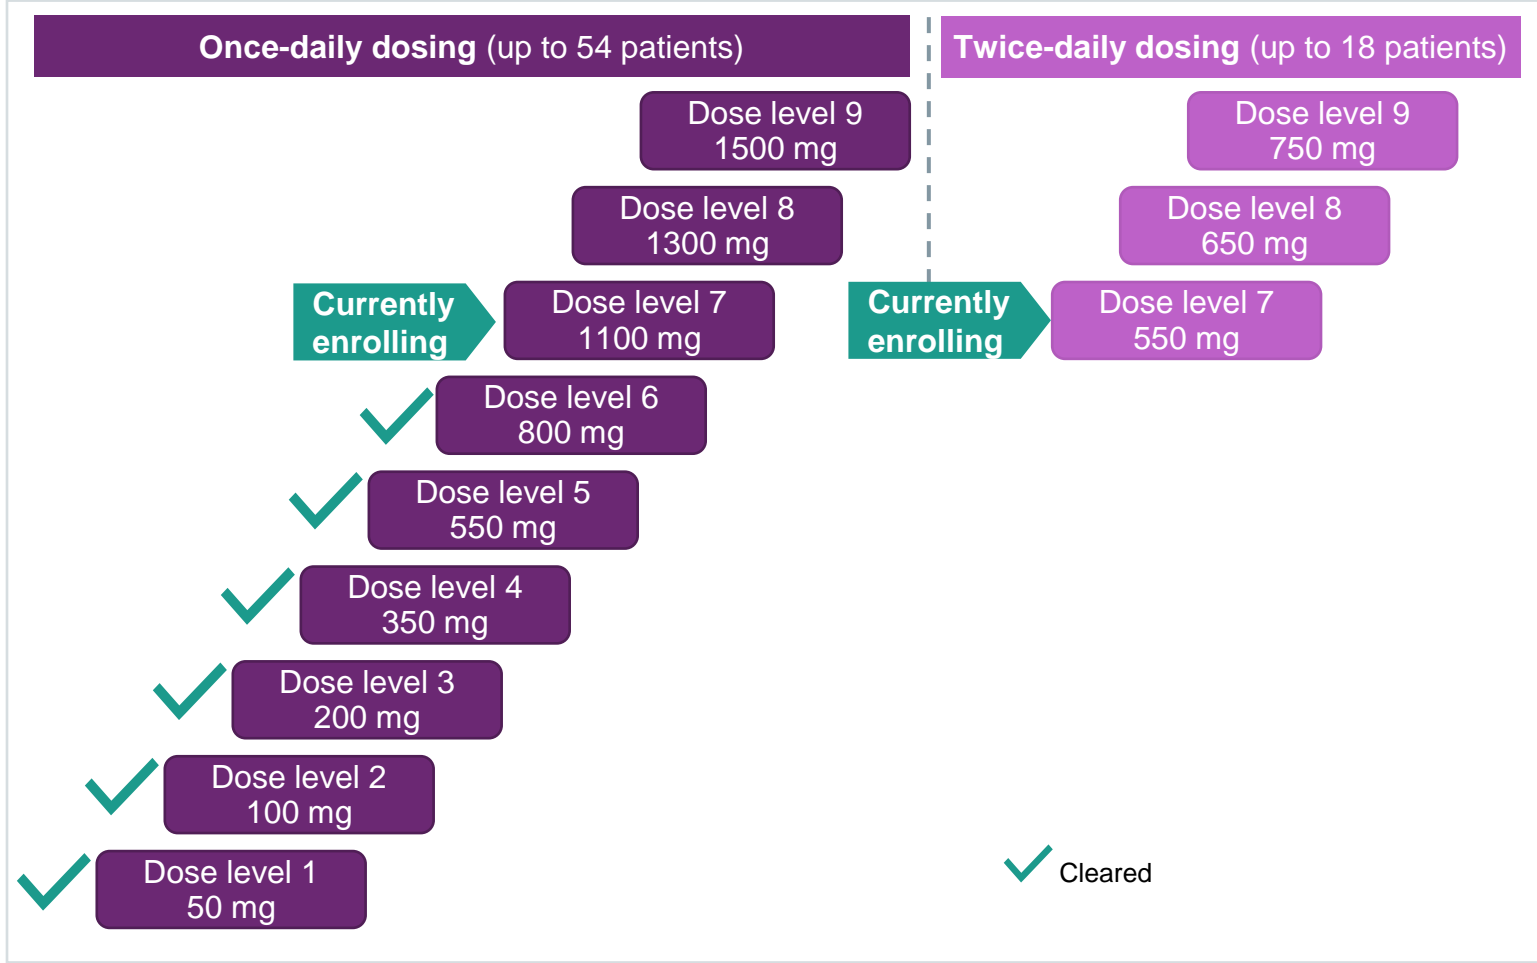 Once-daily dosing (up to 54 patients)
Twice-daily dosing (up to 18 patients)
Dose level 9
1500 mg
Dose level 9
750 mg
Dose level 8
1300 mg
Dose level 8
650 mg
Currently
enrolling
Dose level 7
1100 mg
Currently
enrolling
Dose level 7
550 mg
Dose level 6
800 mg
Dose level 5
550 mg
Dose level 4
350 mg
Dose level 3
200 mg
Dose level 2
100 mg
Dose level 1
50 mg
Cleared